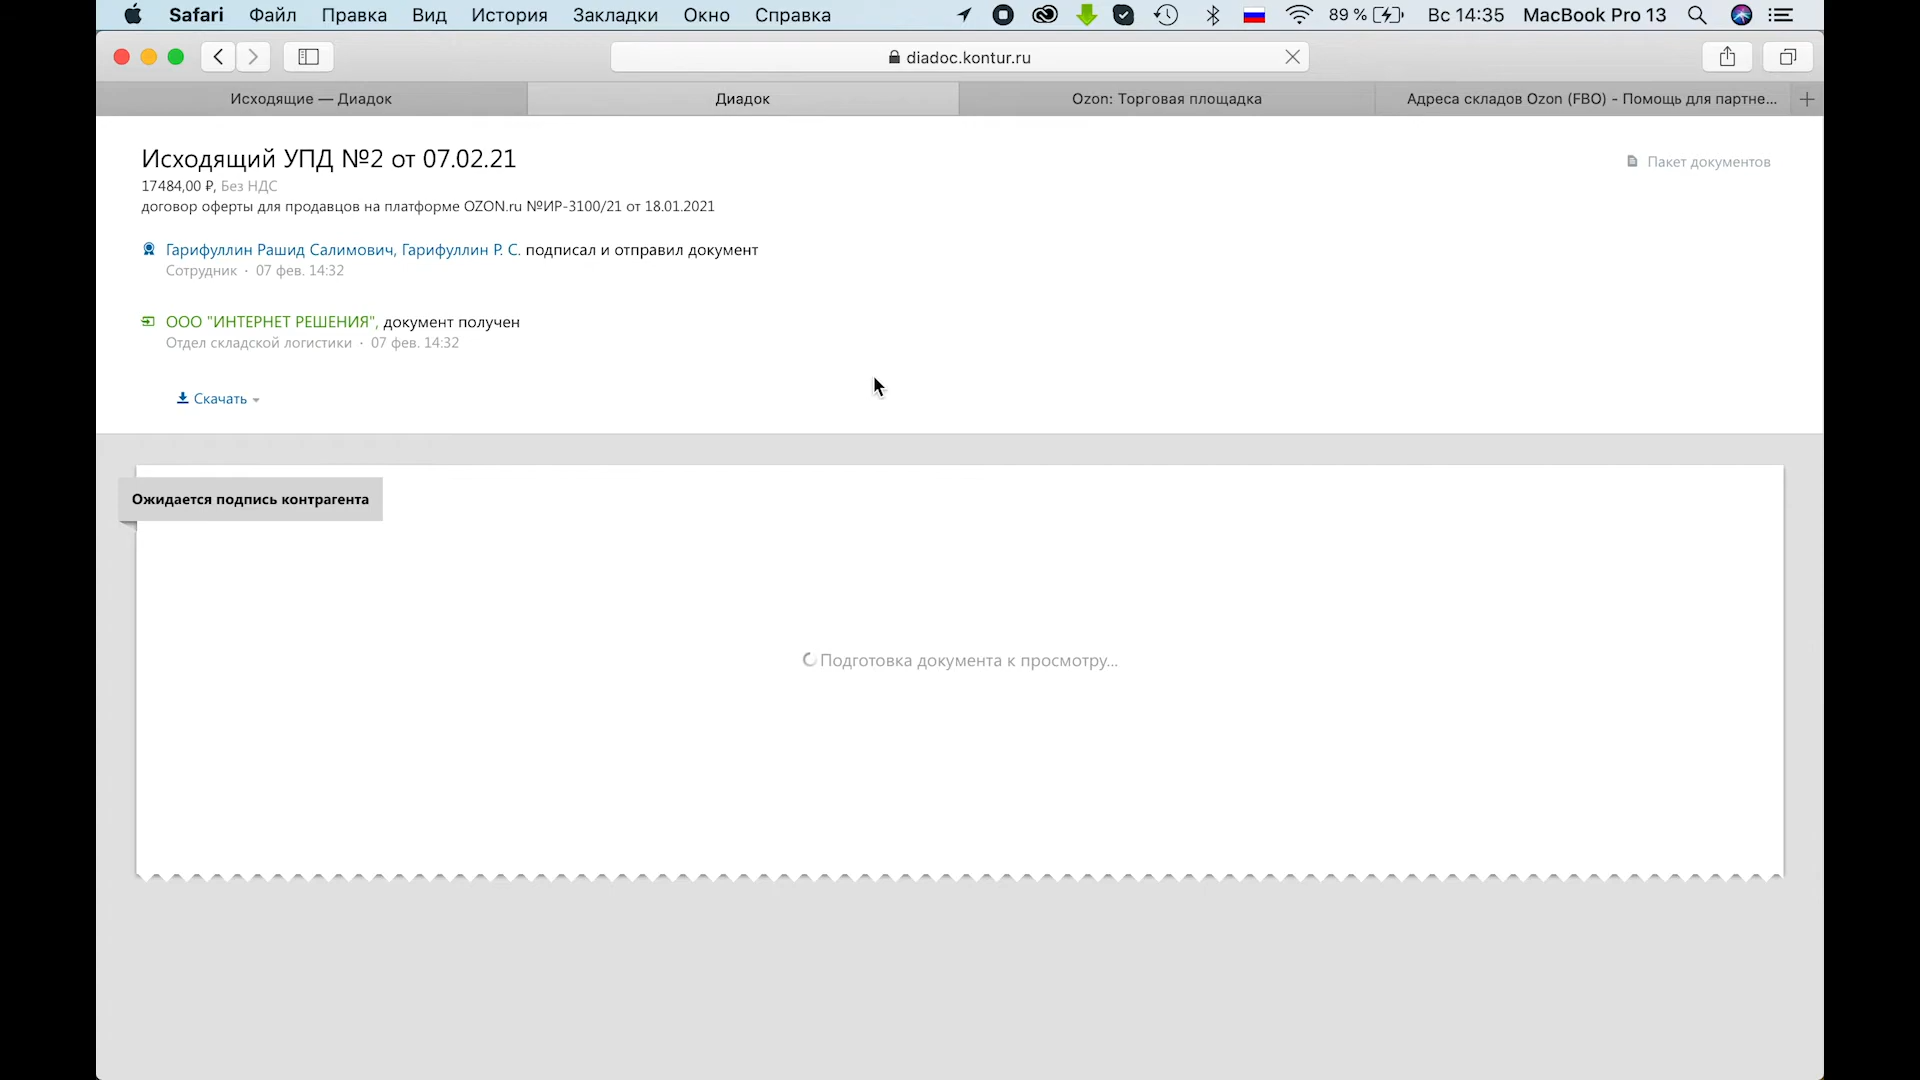 Safari Файл Правка Вид История Закладки Окно Справка 89 % Вс 14:35 MacBook Pro 13
diadoc.kontur.ru
Исходящие — Диадок Диадок Ozon: Торговая площадка Адреса складов Ozon (FBO) - Помощь для партне...
Исходящий УПД №2 от 07.02.21
Пакет документов
17484,00 ₽, Без НДС
договор оферты для продавцов на платформе OZON.ru №ИР-3100/21 от 18.01.2021
Гарифуллин Рашид Салимович, Гарифуллин Р. С. подписал и отправил документ
Сотрудник · 07 фев. 14:32
ООО "ИНТЕРНЕТ РЕШЕНИЯ", документ получен
Отдел складской логистики · 07 фев. 14:32
Скачать
Ожидается подпись контрагента
Подготовка документа к просмотру...